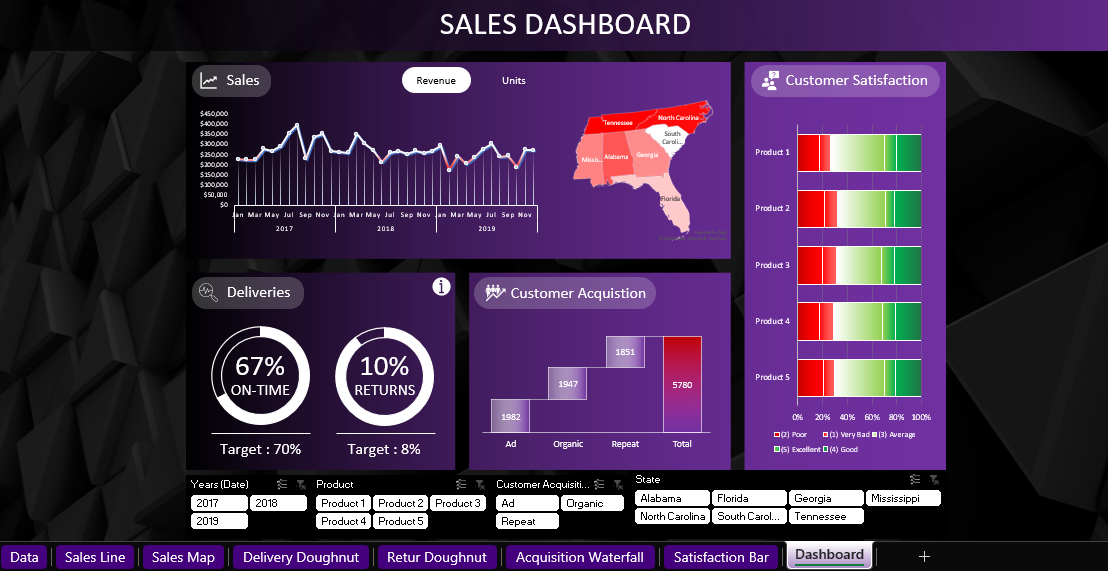 SALES DASHBOARD
Sales
Revenue
Units
$450,000
$400,000
$350,000
$300,000
$250,000
$200,000
$150,000
$100,000
$50,000
$0
Jan Mar May Jul Sep Nov Jan Mar May Jul Sep Nov Jan Mar May Jul Sep Nov
2017 2018 2019
Tennessee
North Carolina
South
Caroli...
Missis...
Alabama
Georgia
Florida
Customer Satisfaction
Product 1
Product 2
Product 3
Product 4
Product 5
0% 20% 40% 60% 80% 100%
(2) Poor (1) Very Bad (3) Average
(5) Excellent (4) Good
Deliveries
67%
ON-TIME
Target : 70%
10%
RETURNS
Target : 8%
Customer Acquistion
1982
1947
1851
5780
Ad Organic Repeat Total
Years (Date)
2017 2018
2019
Product
Product 1 Product 2 Product 3
Product 4 Product 5
Customer Acquisiti...
Ad Organic
Repeat
State
Alabama Florida Georgia Mississippi
North Carolina South Carol... Tennessee
Data Sales Line Sales Map Delivery Doughnut Retur Doughnut Acquisition Waterfall Satisfaction Bar Dashboard